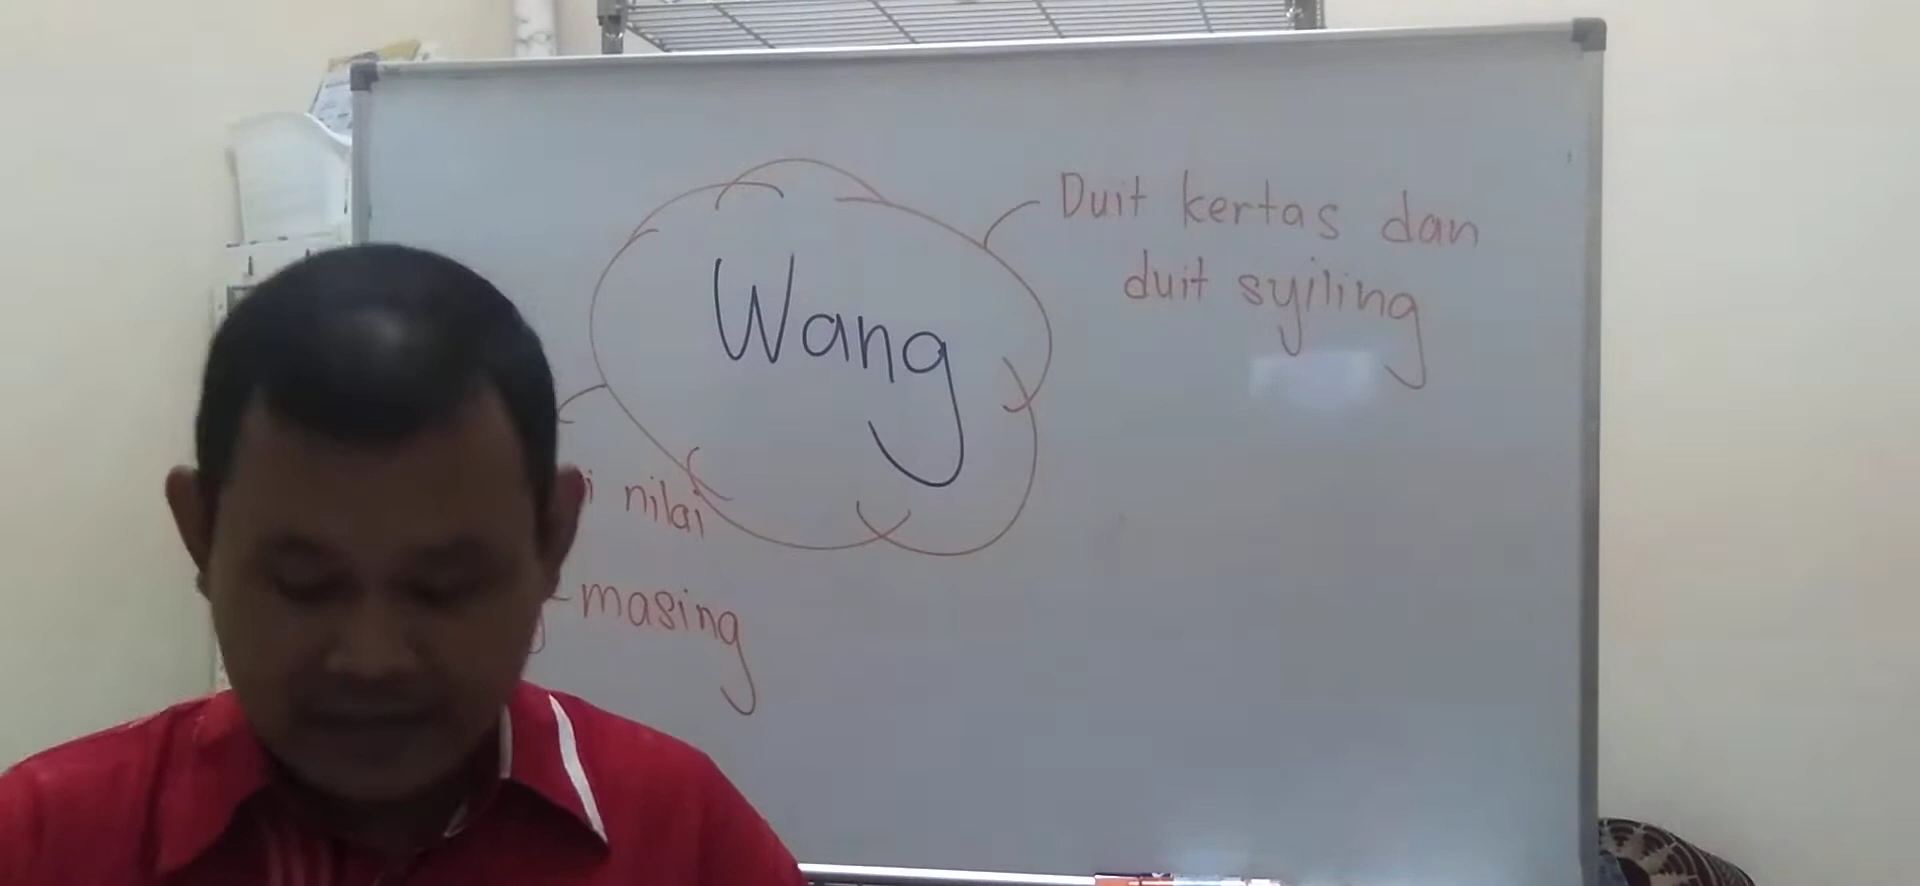 Wang
Duit kertas dan
duit syiling
nilai
-masing